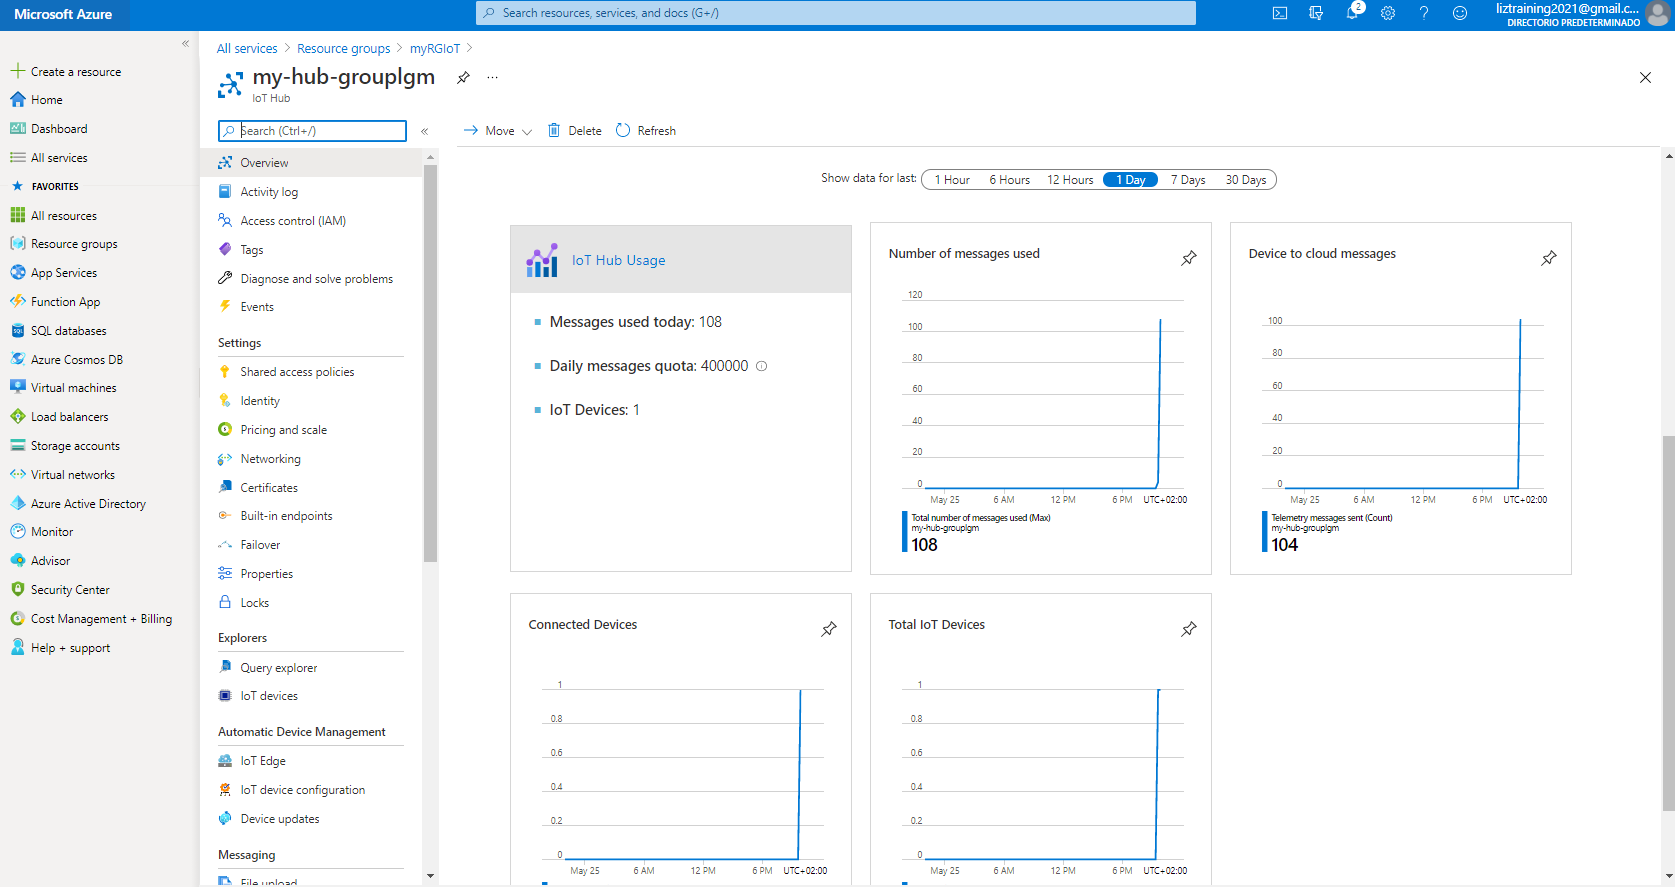 Microsoft Azure
Search resources, services, and docs (G+/)
2
liztraining2021@gmail.c...
DIRECTORIO PREDETERMINADO
«
Create a resource
Home
Dashboard
All services
FAVORITES
All resources
Resource groups
App Services
Function App
SQL databases
Azure Cosmos DB
Virtual machines
Load balancers
Storage accounts
Virtual networks
Azure Active Directory
Monitor
Advisor
Security Center
Cost Management + Billing
Help + support
All services > Resource groups > myRGIoT >
my-hub-grouplgm
...
IoT Hub
Search (Ctrl+/)
«
Overview
Activity log
Access control (IAM)
Tags
Diagnose and solve problems
Events
Settings
Shared access policies
Identity
Pricing and scale
Networking
Certificates
Built-in endpoints
Failover
Properties
Locks
Explorers
Query explorer
IoT devices
Automatic Device Management
IoT Edge
IoT device configuration
Device updates
Messaging
File upload
Move
Delete
Refresh
Show data for last:
1 Hour
6 Hours
12 Hours
1 Day
7 Days
30 Days
IoT Hub Usage
Messages used today: 108
Daily messages quota: 400000
IoT Devices: 1
Number of messages used
120
100
80
60
40
20
0
May 25 6 AM 12 PM 6 PM UTC+02:00
Total number of messages used (Max)
my-hub-grouplgm
108
Device to cloud messages
100
80
60
40
20
0
May 25 6 AM 12 PM 6 PM UTC+02:00
Telemetry messages sent (Count)
my-hub-grouplgm
104
Connected Devices
1
0.8
0.6
0.4
0.2
0
May 25 6 AM 12 PM 6 PM UTC+02:00
Total IoT Devices
1
0.8
0.6
0.4
0.2
0
May 25 6 AM 12 PM 6 PM UTC+02:00